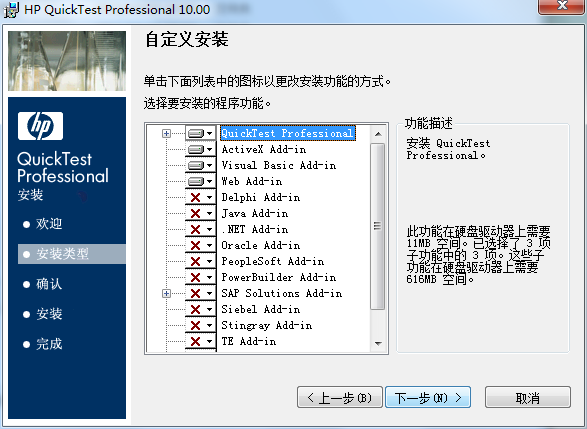 HP QuickTest Professional 10.00
hp
QuickTest
Professional
安装
欢迎
安装类型
确认
安装
完成
自定义安装
单击下面列表中的图标以更改安装功能的方式。
选择要安装的程序功能。
QuickTest Professional
ActiveX Add-in
Visual Basic Add-in
Web Add-in
Delphi Add-in
Java Add-in
.NET Add-in
Oracle Add-in
PeopleSoft Add-in
PowerBuilder Add-in
SAP Solutions Add-in
Siebel Add-in
Stingray Add-in
TE Add-in
功能描述
安装 QuickTest
Professional。
此功能在硬盘驱动器上需要
11MB 空间。已选择了 3 项
子功能中的 3 项。这些子
功能在硬盘驱动器上需要
616MB 空间。
< 上一步(B)
下一步(N) >
取消